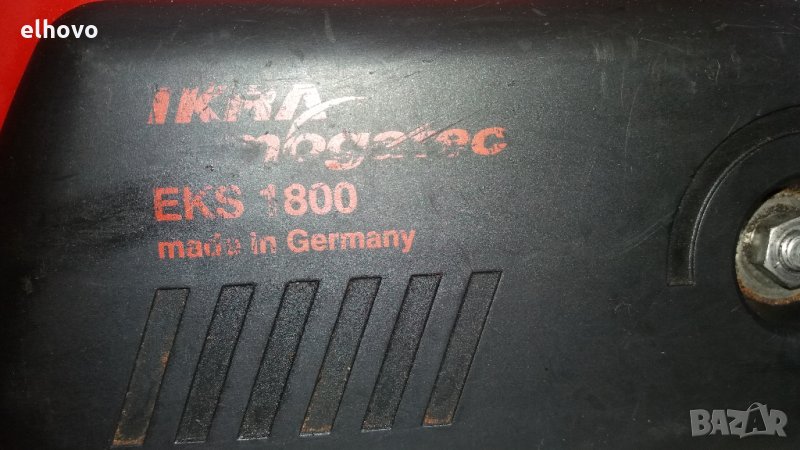 elhovo
IKRA
mogatec
EKS 1800
made in Germany
BAZAR